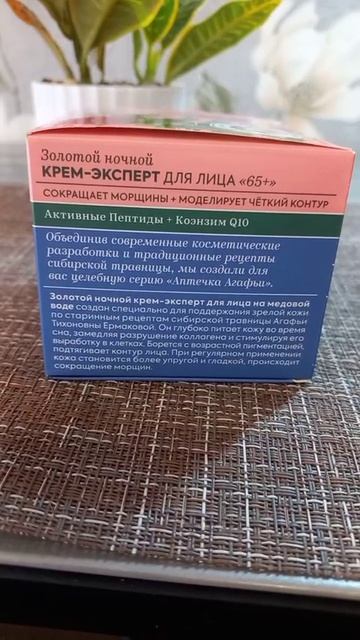 Золотой ночной
КРЕМ-ЭКСПЕРТ ДЛЯ ЛИЦА «65+»
СОКРАЩАЕТ МОРЩИНЫ + МОДЕЛИРУЕТ ЧЁТКИЙ КОНТУР
Активные Пептиды + Коэнзим Q10
Объединив современные косметические
разработки и традиционные рецепты
сибирской травницы, мы создали для
вас целебную серию «Аптечка Агафьи».
Золотой ночной крем-эксперт для лица на медовой
воде создан специально для поддержания зрелой кожи
по старинным рецептам сибирской травницы Агафьи
Тихоновны Ермаковой. Он глубоко питает кожу во время
сна, замедляя разрушение коллагена и стимулируя его
выработку в клетках. Борется с возрастной пигментацией,
подтягивает контур лица. При регулярном применении
кожа становится более упругой и гладкой, происходит
сокращение морщин.